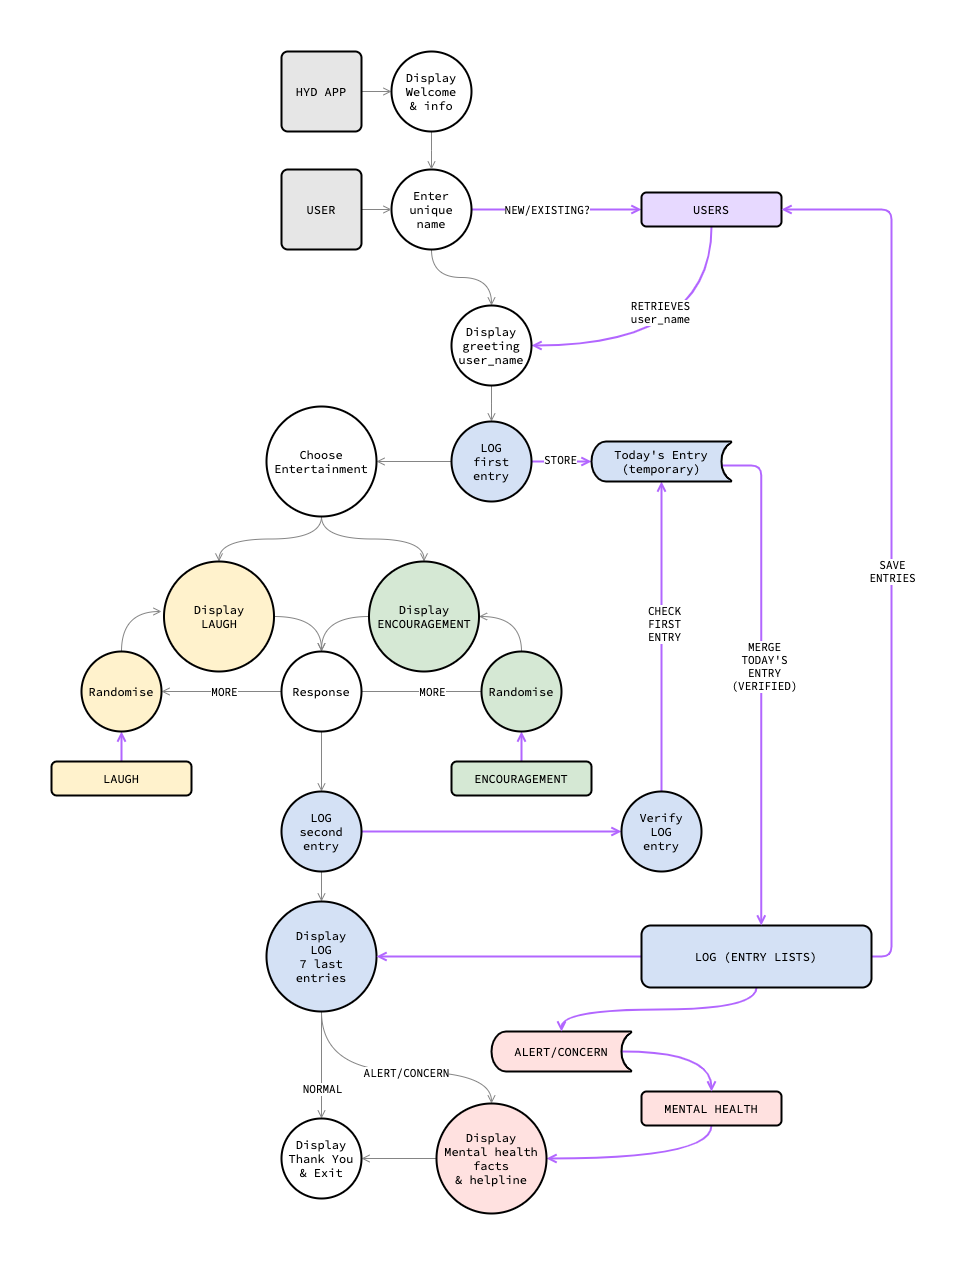 HYD APP
Display
Welcome
& info
USER
Enter
unique
name
NEW/EXISTING?
USERS
RETRIEVES
user_name
Display
greeting
user_name
Choose
Entertainment
LOG
first
entry
STORE
Today's Entry
(temporary)
SAVE
ENTRIES
Display
LAUGH
Display
ENCOURAGEMENT
CHECK
FIRST
ENTRY
MERGE
TODAY'S
ENTRY
(VERIFIED)
Randomise
MORE
Response
MORE
Randomise
LAUGH
ENCOURAGEMENT
LOG
second
entry
Verify
LOG
entry
Display
LOG
7 last
entries
LOG (ENTRY LISTS)
ALERT/CONCERN
ALERT/CONCERN
NORMAL
MENTAL HEALTH
Display
Thank You
& Exit
Display
Mental health
facts
& helpline